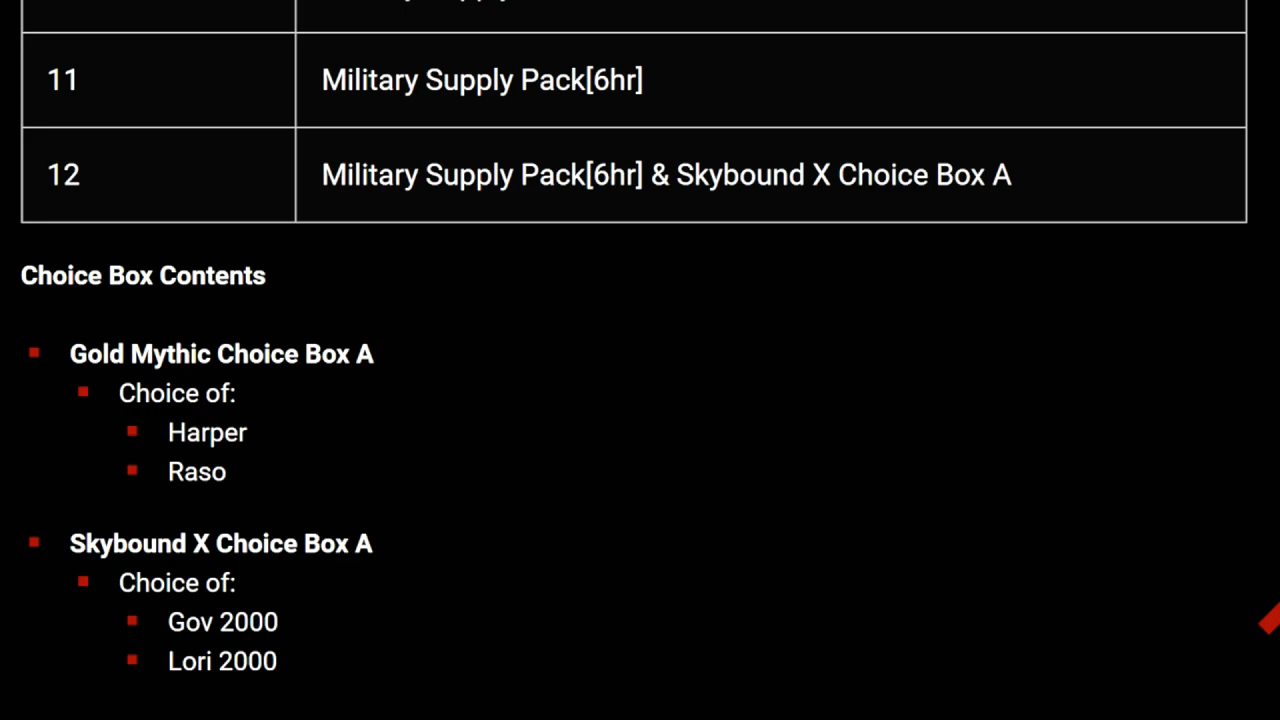 11
Military Supply Pack[6hr]
12
Military Supply Pack[6hr] & Skybound X Choice Box A
Choice Box Contents
Gold Mythic Choice Box A
Choice of:
Harper
Raso
Skybound X Choice Box A
Choice of:
Gov 2000
Lori 2000